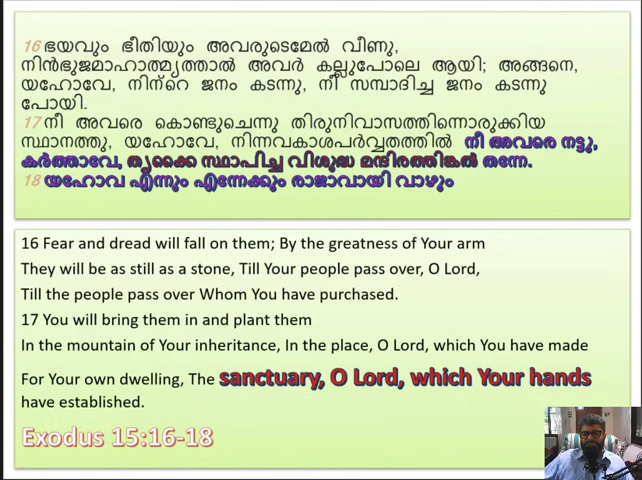 16 ഭയവും ഭീതിയും അവരുടെമേൽ വീണു,
നിൻഭുജമാഹാത്മ്യത്താൽ അവർ കല്ലുപോലെ ആയി; അങ്ങനെ,
യഹോവേ, നിന്റെ ജനം കടന്നു, നീ സമ്പാദിച്ച ജനം കടന്നു
പോയി.
17 നീ അവരെ കൊണ്ടുചെന്നു തിരുനിവാസത്തിന്നൊരുക്കിയ
സ്ഥാനത്തു, യഹോവേ, നിന്നവകാശപർവ്വതത്തിൽ നീ അവരെ നട്ടു,
കർത്താവേ, തൃക്കൈ സ്ഥാപിച്ച വിശുദ്ധ മന്ദിരത്തിങ്കൽ തന്നേ.
18 യഹോവ എന്നും എന്നേക്കും രാജാവായി വാഴും
16 Fear and dread will fall on them; By the greatness of Your arm
They will be as still as a stone, Till Your people pass over, O Lord,
Till the people pass over Whom You have purchased.
17 You will bring them in and plant them
In the mountain of Your inheritance, In the place, O Lord, which You have made
For Your own dwelling, The sanctuary, O Lord, which Your hands
have established.
Exodus 15:16-18